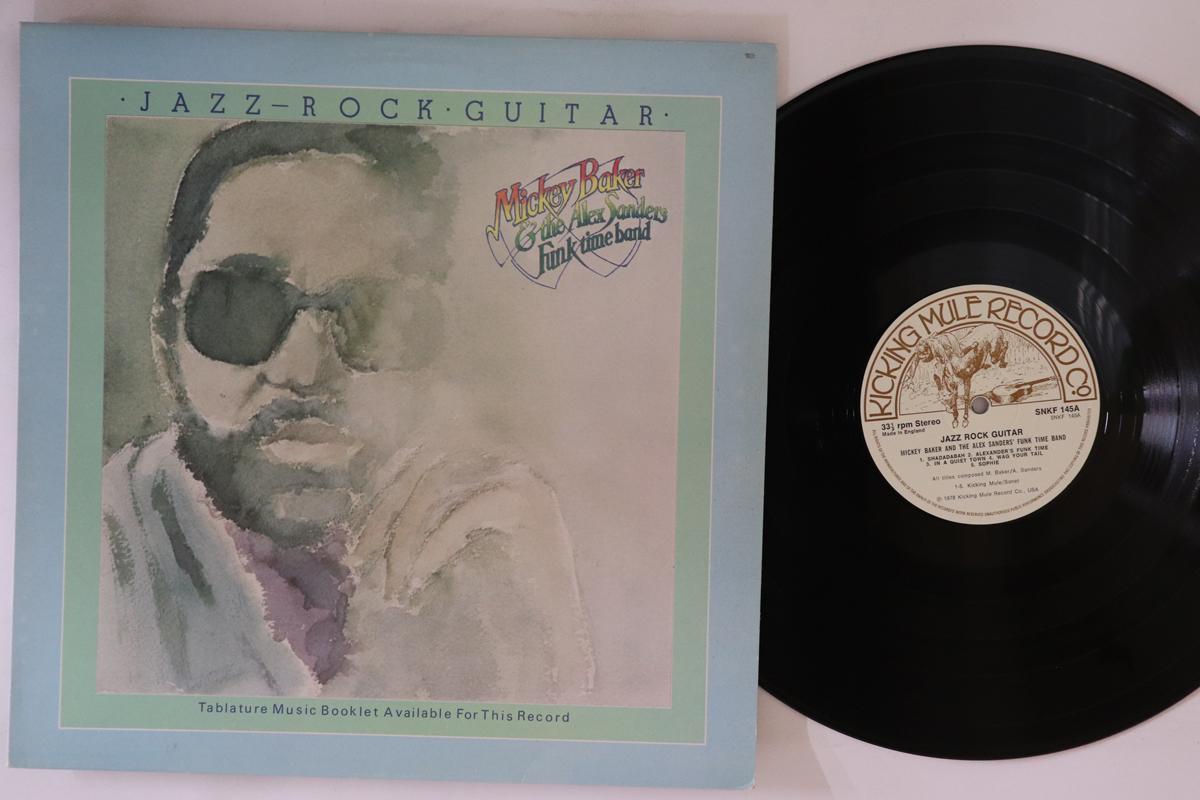 ·JAZZ—ROCK·GUITAR·
Mickey Baker
& the Alex Sanders
Funk time band
Tablature Music Booklet Available For This Record
KICKING MULE RECORD Co.
33⅓ rpm Stereo
Made in England
SNKF 145A
SNKF 145A
JAZZ ROCK GUITAR
MICKEY BAKER AND THE ALEX SANDERS' FUNK TIME BAND
1. SHADADABAH 2. ALEXANDER'S FUNK TIME
3. IN A QUIET TOWN 4. WAG YOUR TAIL
5. SOPHIE
All titles composed M. Baker/A. Sanders
1-5. Kicking Mule/Sonet
℗ 1978 Kicking Mule Record Co., USA